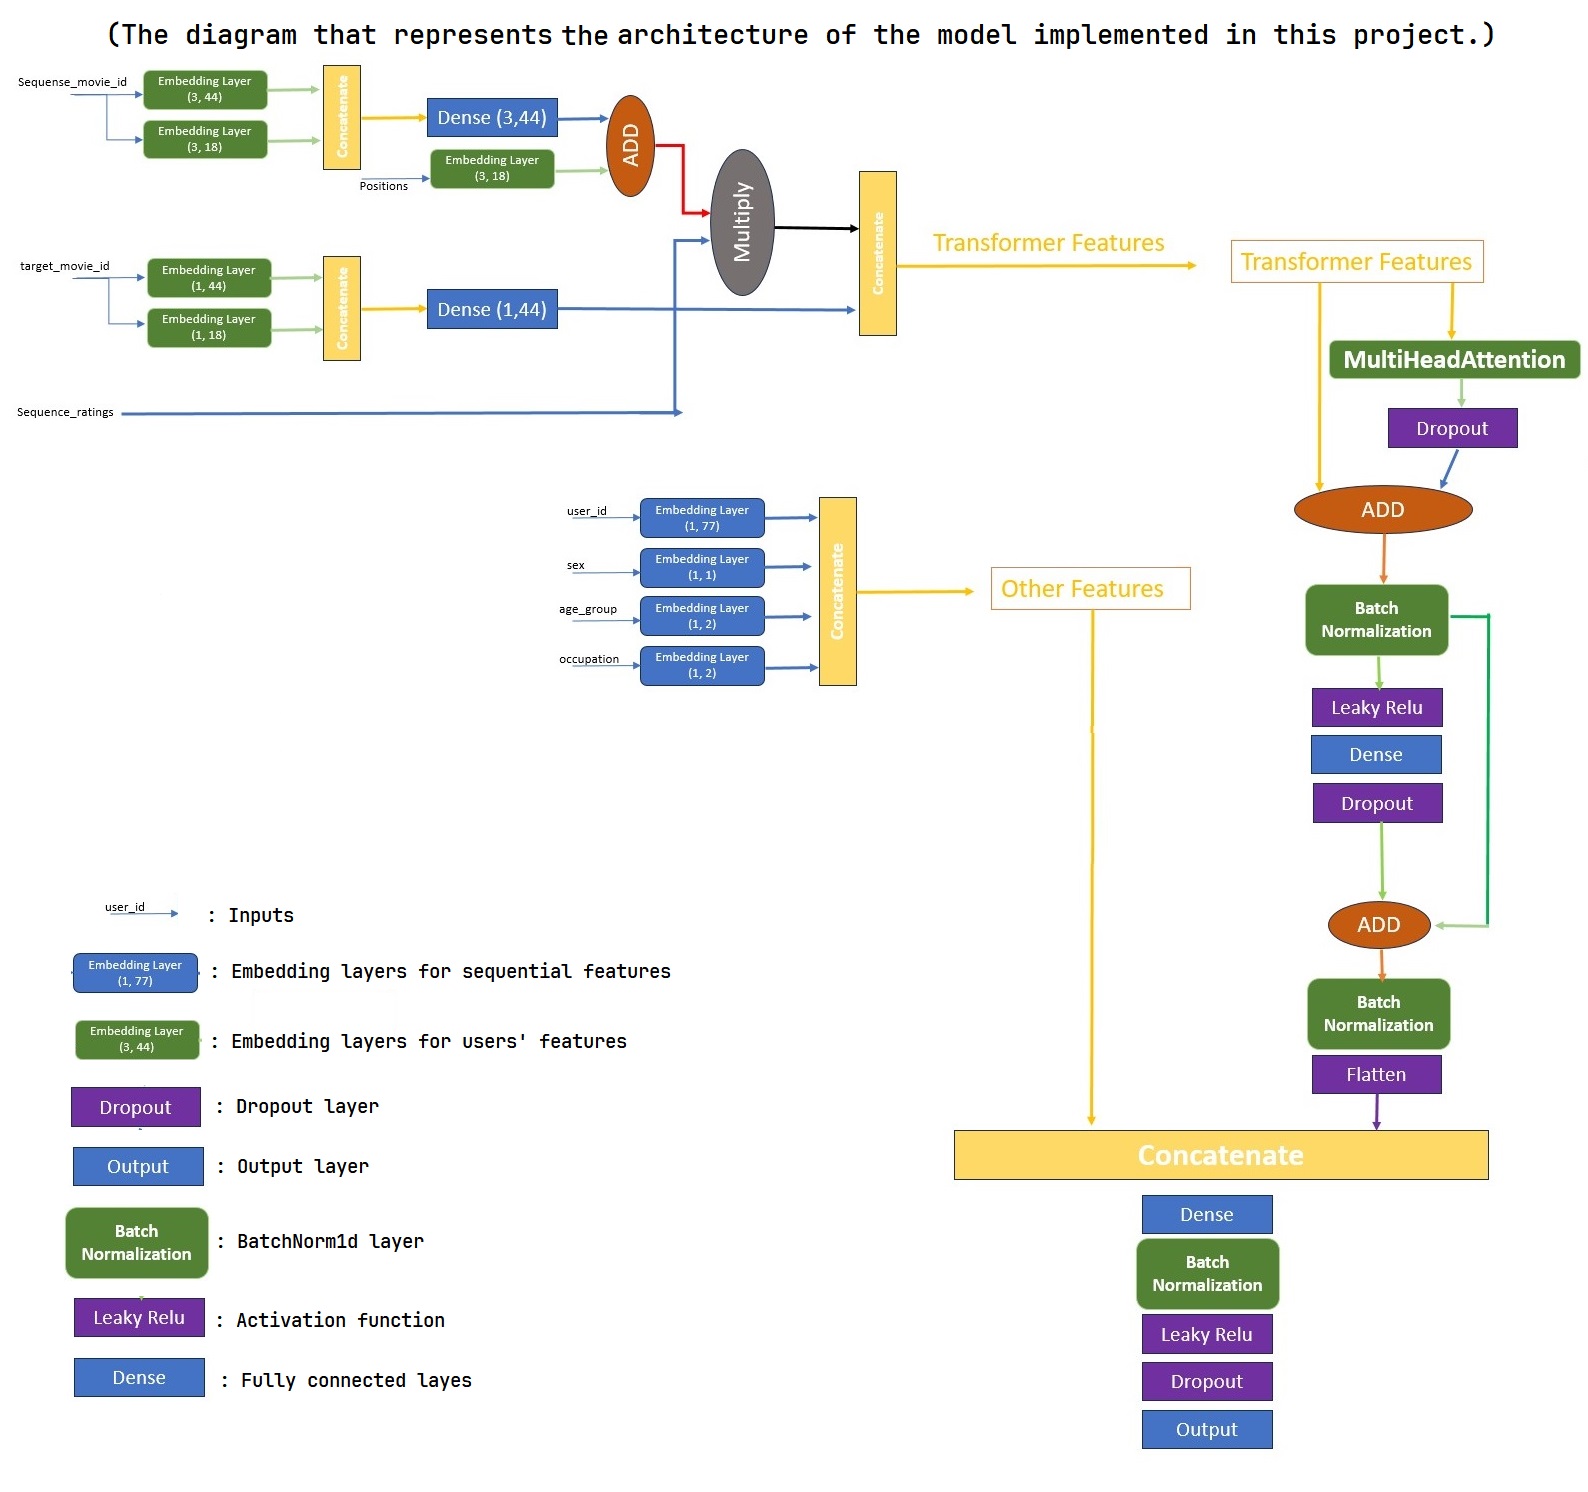 (The diagram that represents the architecture of the model implemented in this project.)
Sequense_movie_id
Embedding Layer
(3, 44)
Embedding Layer
(3, 18)
Concatenate
Dense (3,44)
Positions
Embedding Layer
(3, 18)
ADD
Multiply
target_movie_id
Embedding Layer
(1, 44)
Embedding Layer
(1, 18)
Concatenate
Dense (1,44)
Sequence_ratings
Concatenate
Transformer Features
Transformer Features
MultiHeadAttention
Dropout
ADD
Batch
Normalization
Leaky Relu
Dense
Dropout
ADD
Batch
Normalization
Flatten
user_id
Embedding Layer
(1, 77)
sex
Embedding Layer
(1, 1)
age_group
Embedding Layer
(1, 2)
occupation
Embedding Layer
(1, 2)
Concatenate
Other Features
Concatenate
Dense
Batch
Normalization
Leaky Relu
Dropout
Output
user_id
: Inputs
Embedding Layer
(1, 77)
: Embedding layers for sequential features
Embedding Layer
(3, 44)
: Embedding layers for users' features
Dropout
: Dropout layer
Output
: Output layer
Batch
Normalization
: BatchNorm1d layer
Leaky Relu
: Activation function
Dense
: Fully connected layes